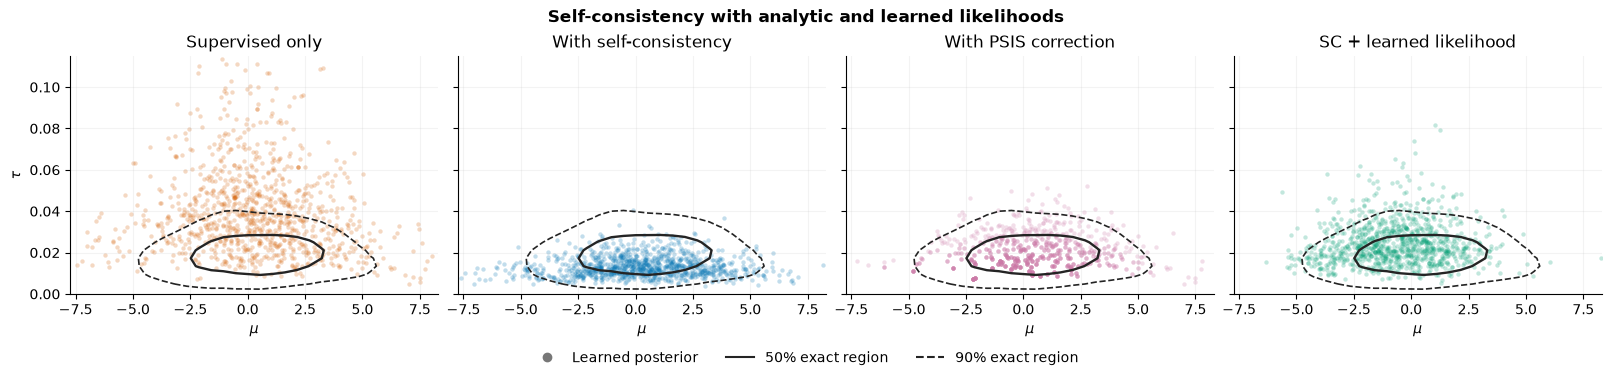 Self-consistency with analytic and learned likelihoods
Supervised only
With self-consistency
With PSIS correction
SC + learned likelihood
0.10
0.08
0.06
0.04
0.02
0.00
τ
−7.5 −5.0 −2.5 0.0 2.5 5.0 7.5
−7.5 −5.0 −2.5 0.0 2.5 5.0 7.5
−7.5 −5.0 −2.5 0.0 2.5 5.0 7.5
−7.5 −5.0 −2.5 0.0 2.5 5.0 7.5
μ
μ
μ
μ
Learned posterior
50% exact region
90% exact region